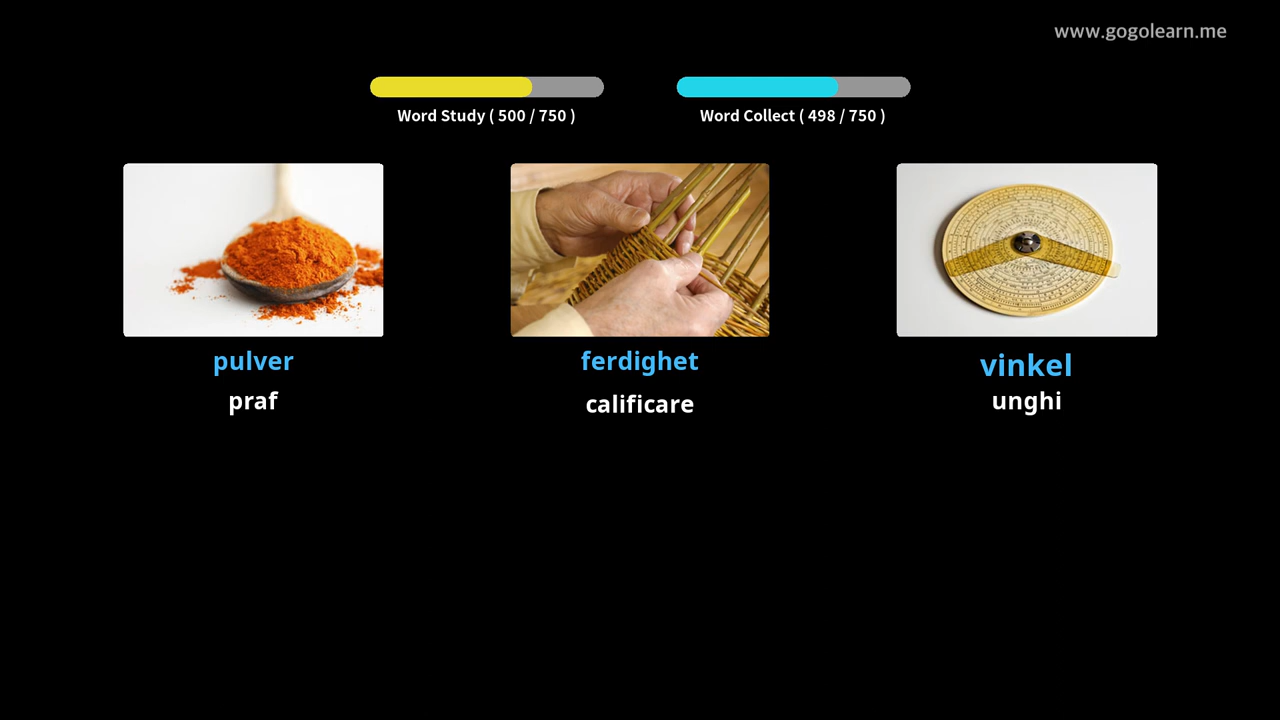 www.gogolearn.me
Word Study ( 500 / 750 )
Word Collect ( 498 / 750 )
pulver
ferdighet
vinkel
praf
calificare
unghi